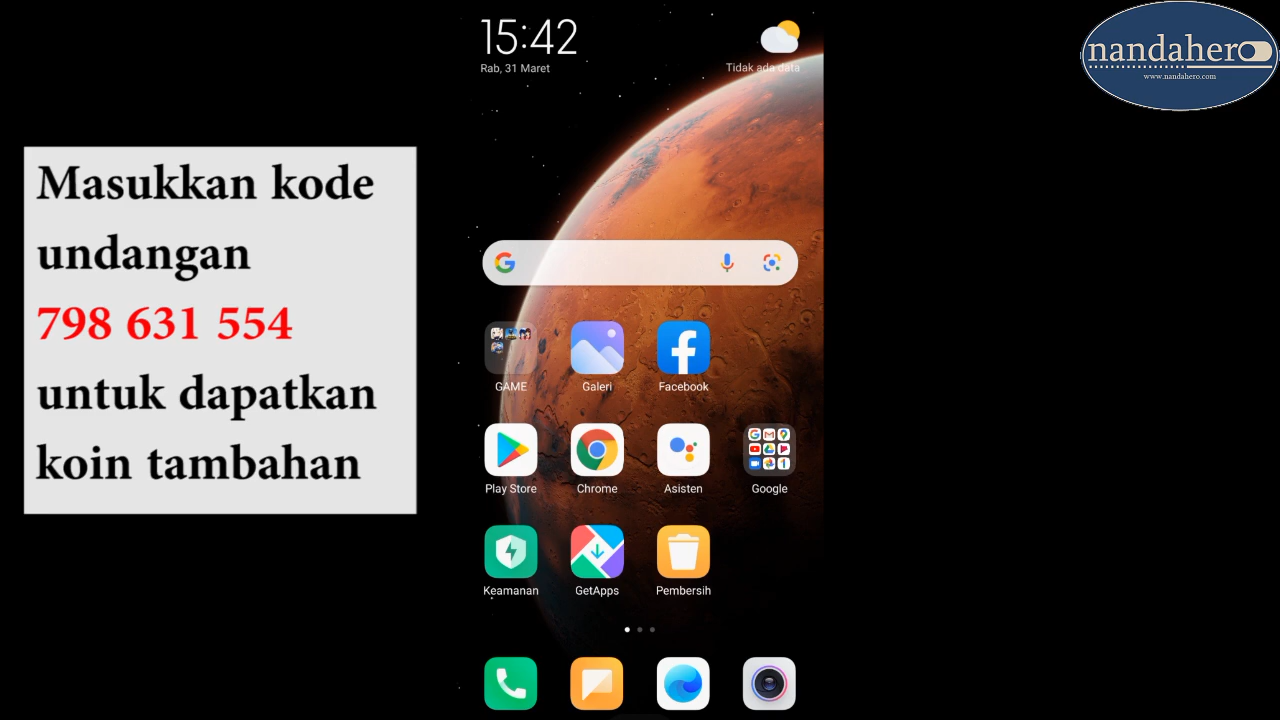 15:42
Rab, 31 Maret
Tidak ada data
nandahero
www.nandahero.com
Masukkan kode
undangan
798 631 554
untuk dapatkan
koin tambahan
GAME
Galeri
Facebook
Play Store
Chrome
Asisten
Google
Keamanan
GetApps
Pembersih